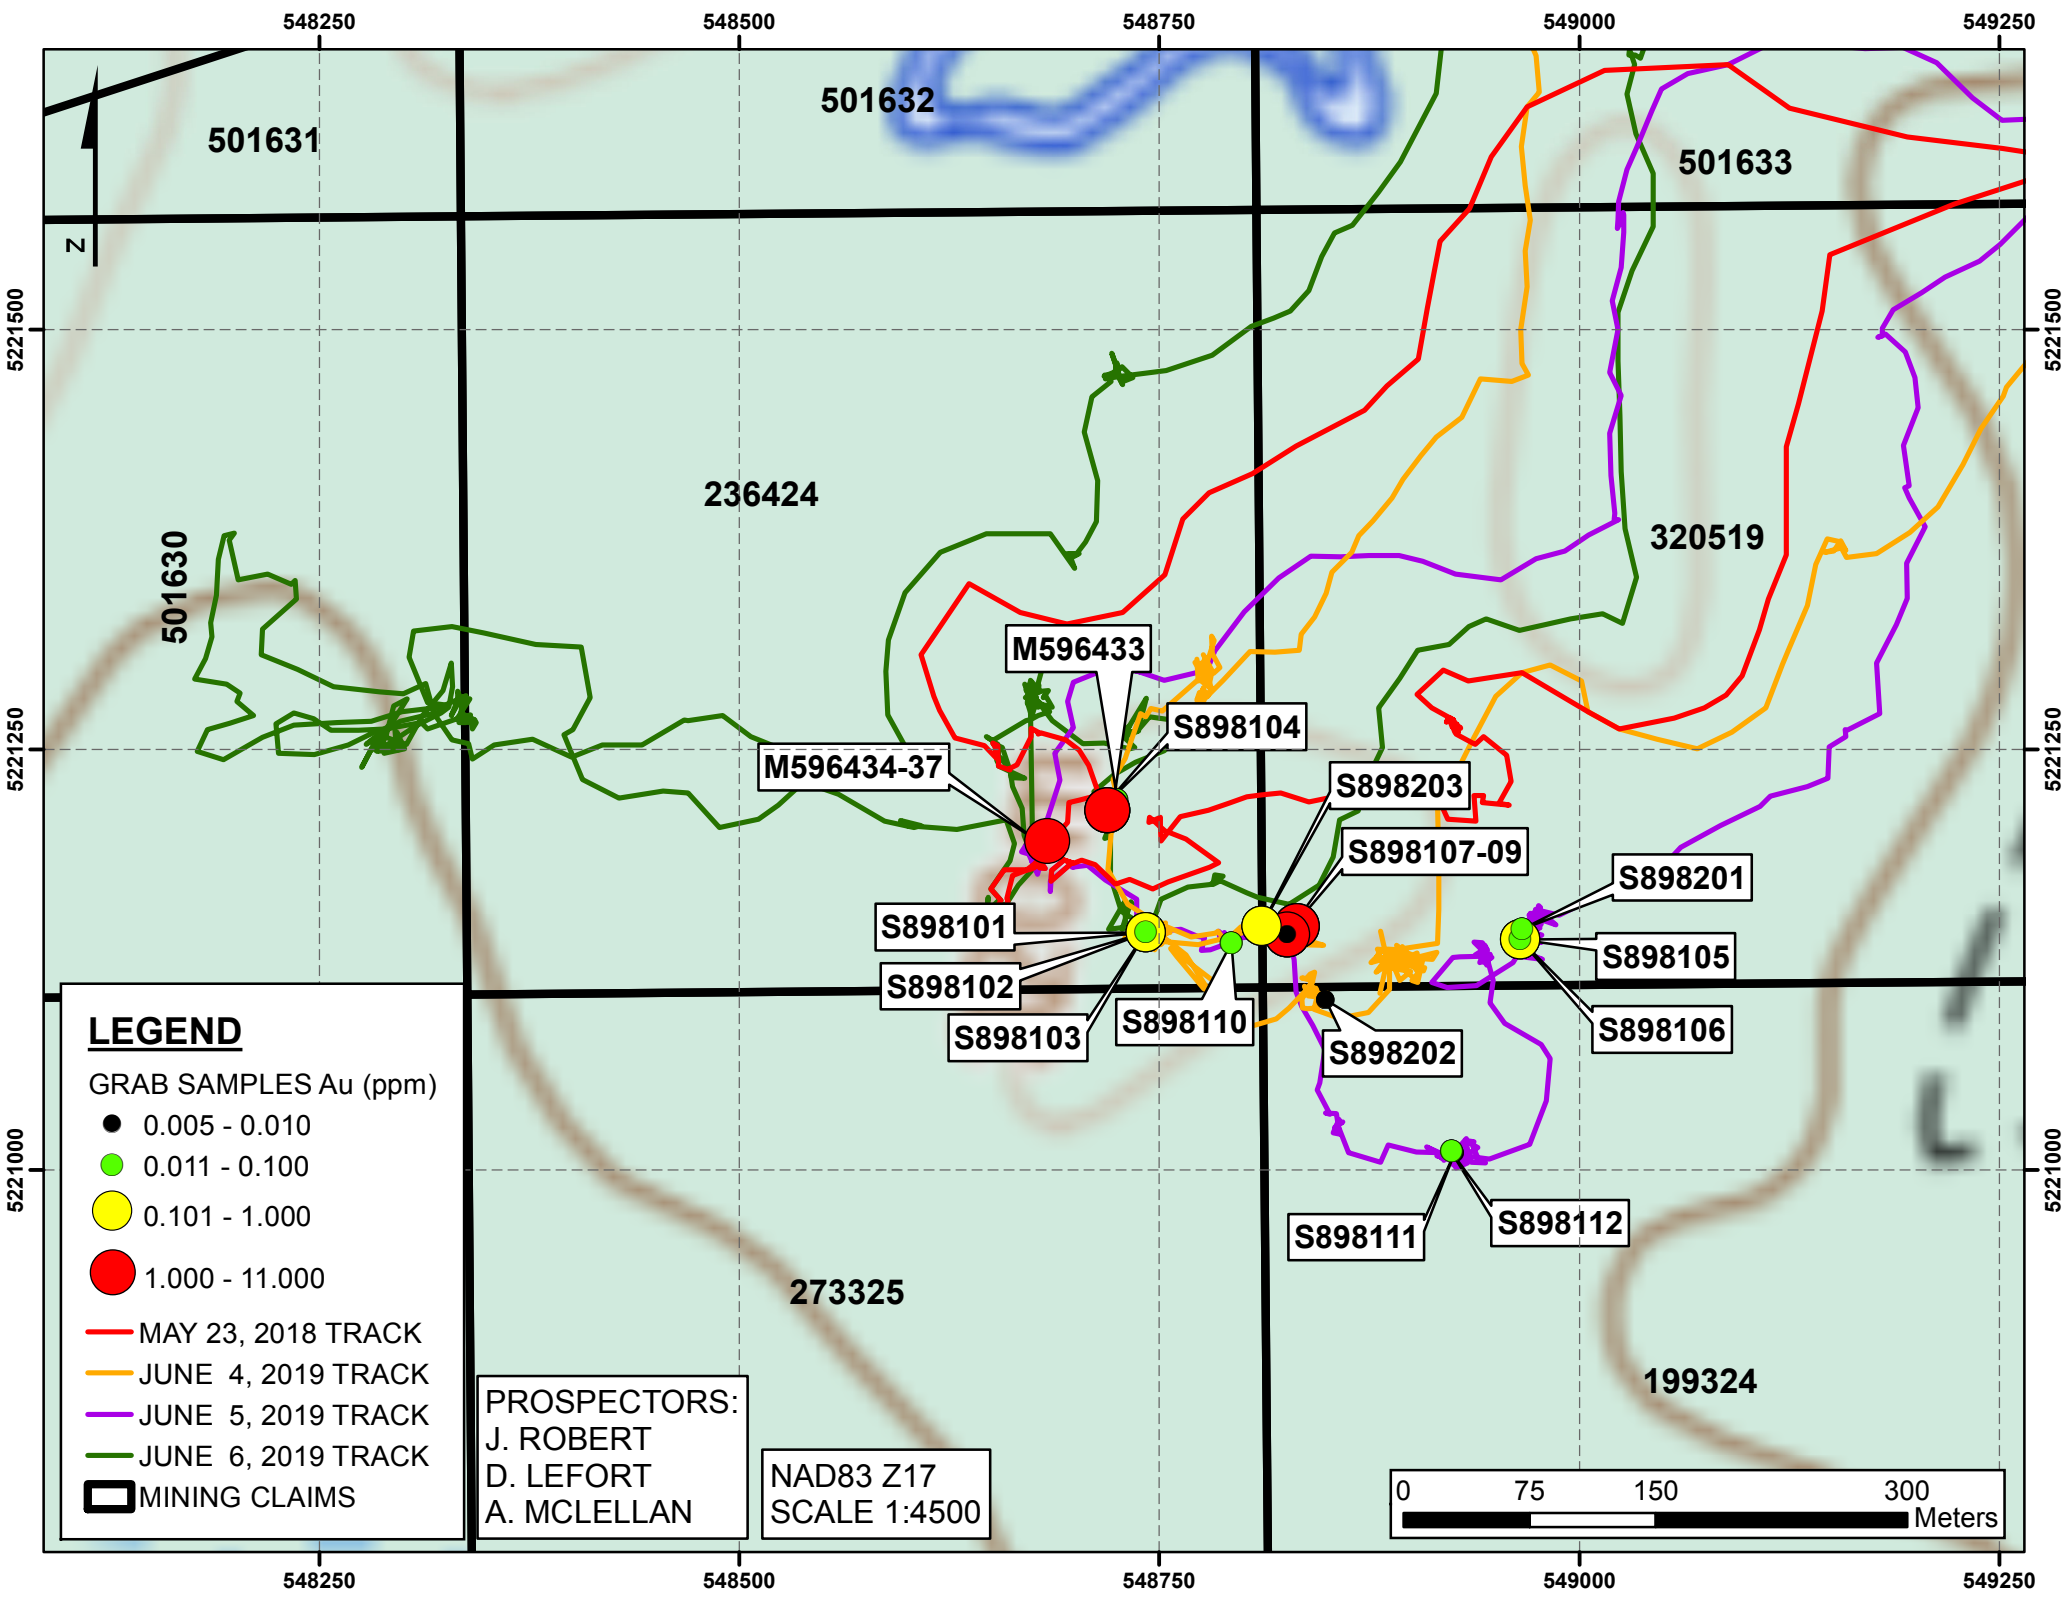 548250
548500
548750
549000
549250
501631
501632
501633
N
5221500
5221500
236424
320519
501630
M596433
S898104
M596434-37
5221250
5221250
S898203
S898107-09
S898201
S898101
S898105
S898102
S898110
S898103
S898106
S898202
5221000
5221000
S898111
S898112
273325
199324
LEGEND
GRAB SAMPLES Au (ppm)
0.005 - 0.010
0.011 - 0.100
0.101 - 1.000
1.000 - 11.000
MAY 23, 2018 TRACK
JUNE 4, 2019 TRACK
JUNE 5, 2019 TRACK
JUNE 6, 2019 TRACK
MINING CLAIMS
PROSPECTORS:
J. ROBERT
D. LEFORT
A. MCLELLAN
NAD83 Z17
SCALE 1:4500
0 75 150 300
Meters
548250
548500
548750
549000
549250